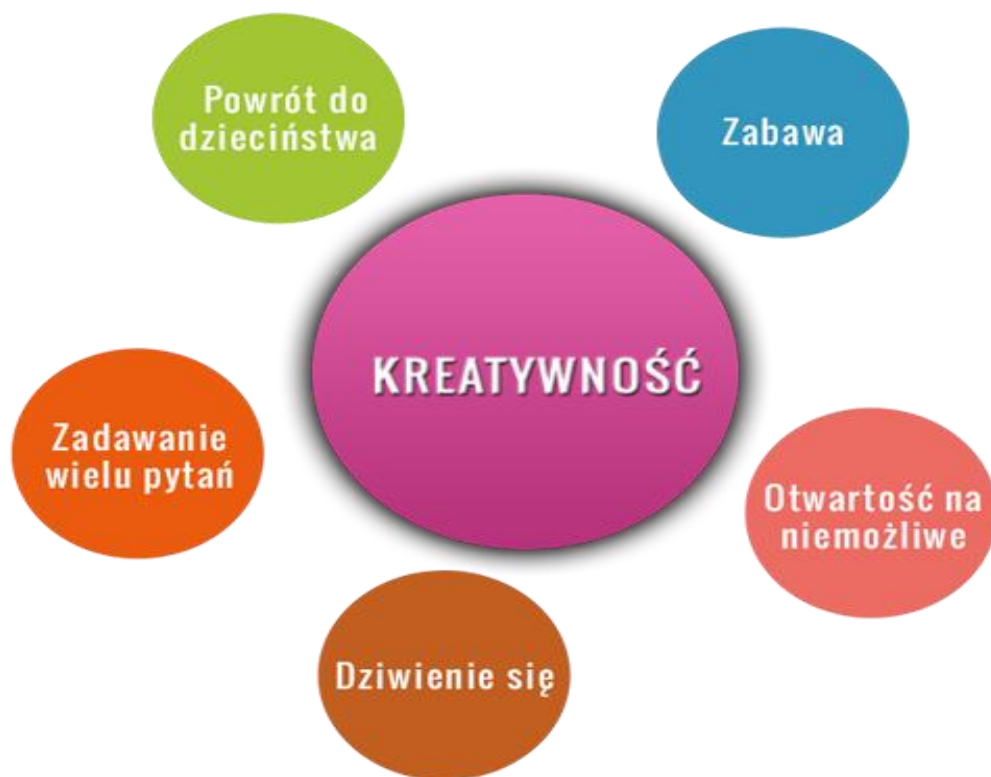 Powrót do
dzieciństwa
Zabawa
KREATYWNOŚĆ
Zadawanie
wielu pytań
Otwartość na
niemożliwe
Dziwienie się